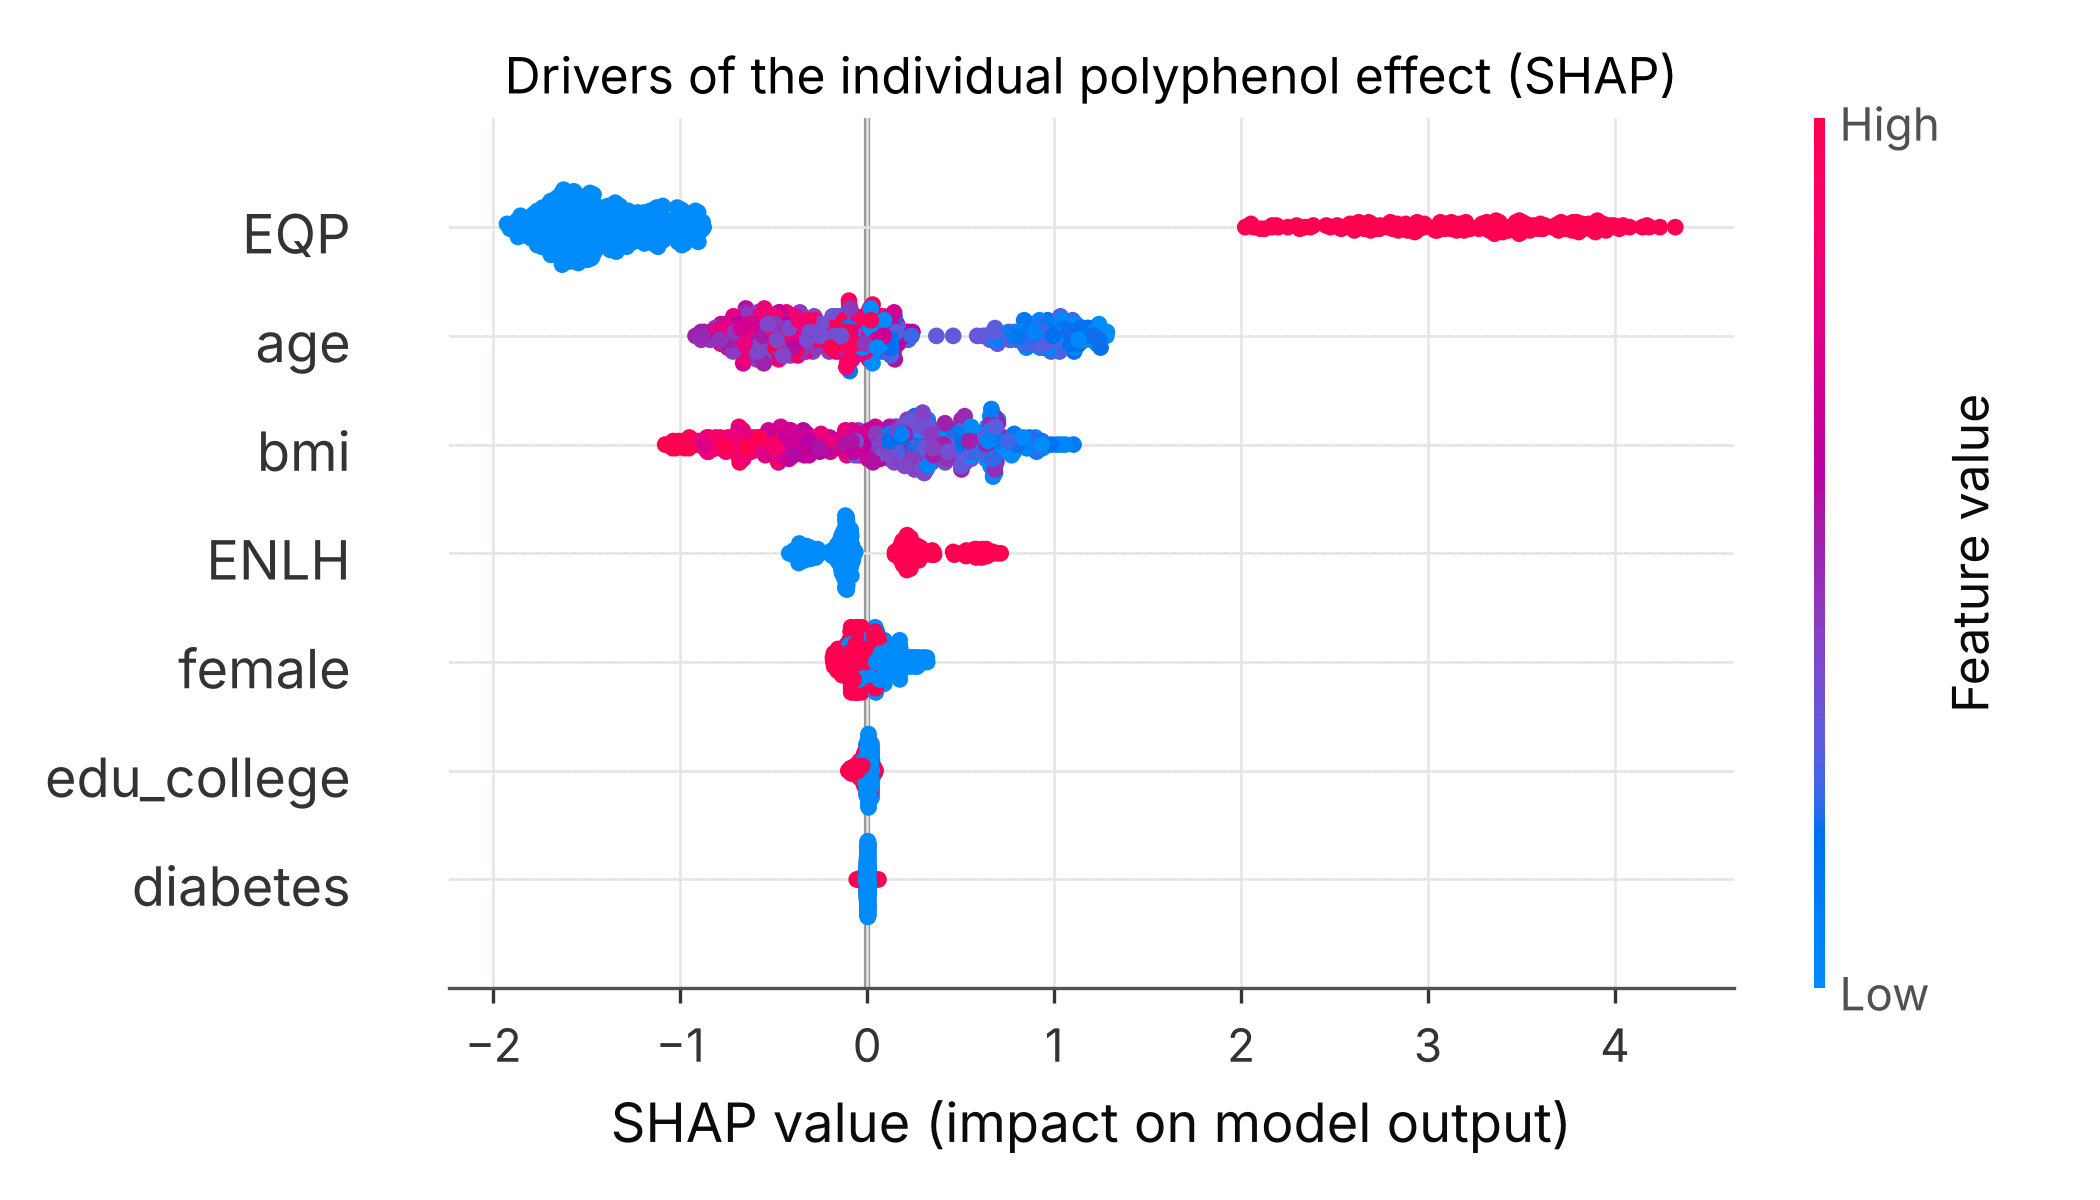 Drivers of the individual polyphenol effect (SHAP)
High
EQP
age
bmi
ENLH
female
edu_college
diabetes
Feature value
Low
−2 −1 0 1 2 3 4
SHAP value (impact on model output)